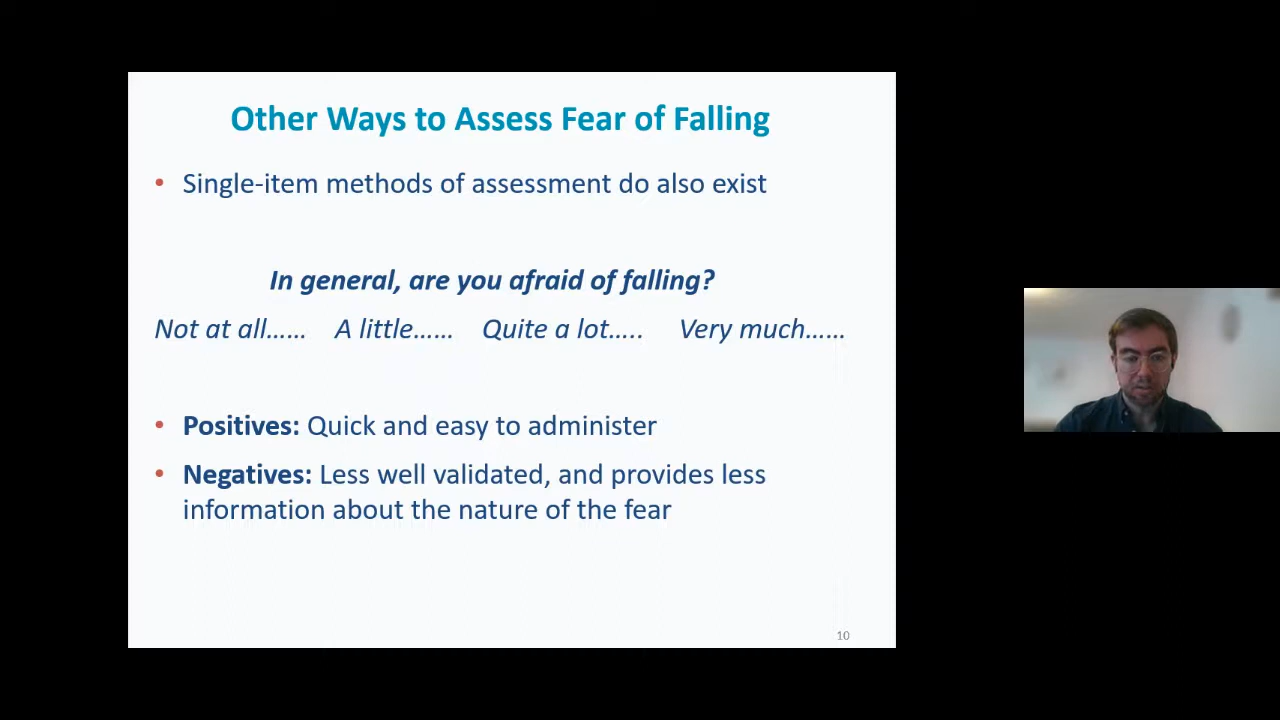 Other Ways to Assess Fear of Falling
• Single-item methods of assessment do also exist
In general, are you afraid of falling?
Not at all…… A little…… Quite a lot….. Very much……
• Positives: Quick and easy to administer
• Negatives: Less well validated, and provides less
information about the nature of the fear
10